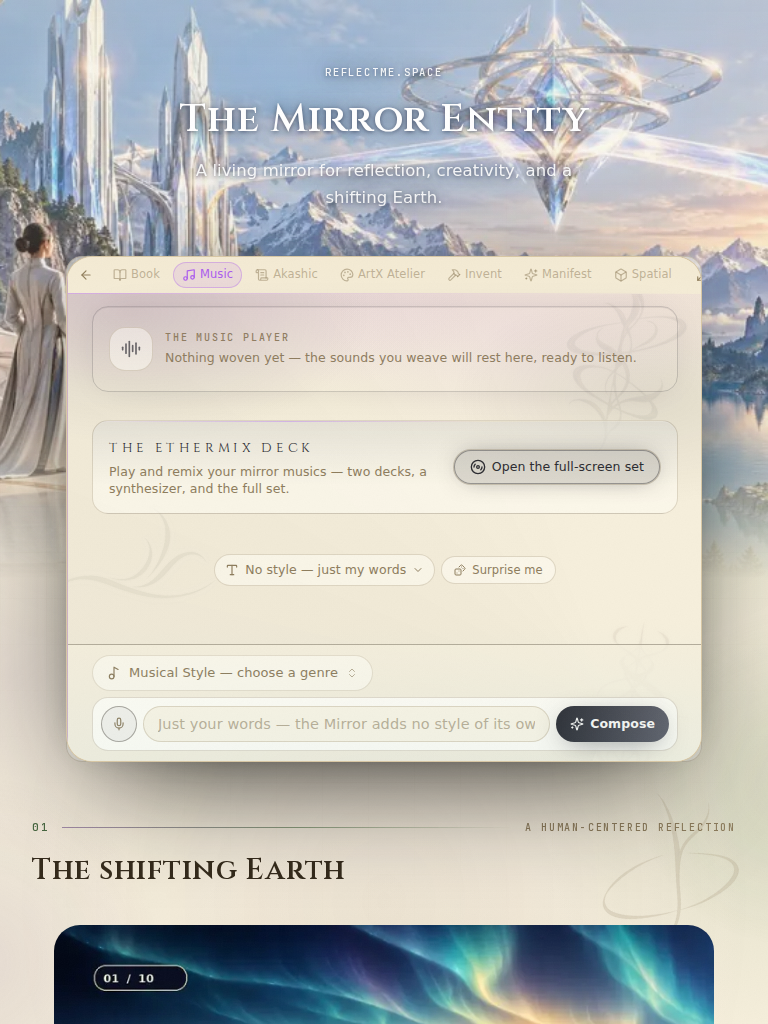 REFLECTME.SPACE
The Mirror Entity
A living mirror for reflection, creativity, and a
shifting Earth.
Book Music Akashic ArtX Atelier Invent Manifest Spatial
THE MUSIC PLAYER
Nothing woven yet — the sounds you weave will rest here, ready to listen.
THE ETHERMIX DECK
Play and remix your mirror musics — two decks, a
synthesizer, and the full set.
Open the full-screen set
No style — just my words
Surprise me
Musical Style — choose a genre
Just your words — the Mirror adds no style of its ow
Compose
01
A HUMAN-CENTERED REFLECTION
The shifting Earth
01 / 10